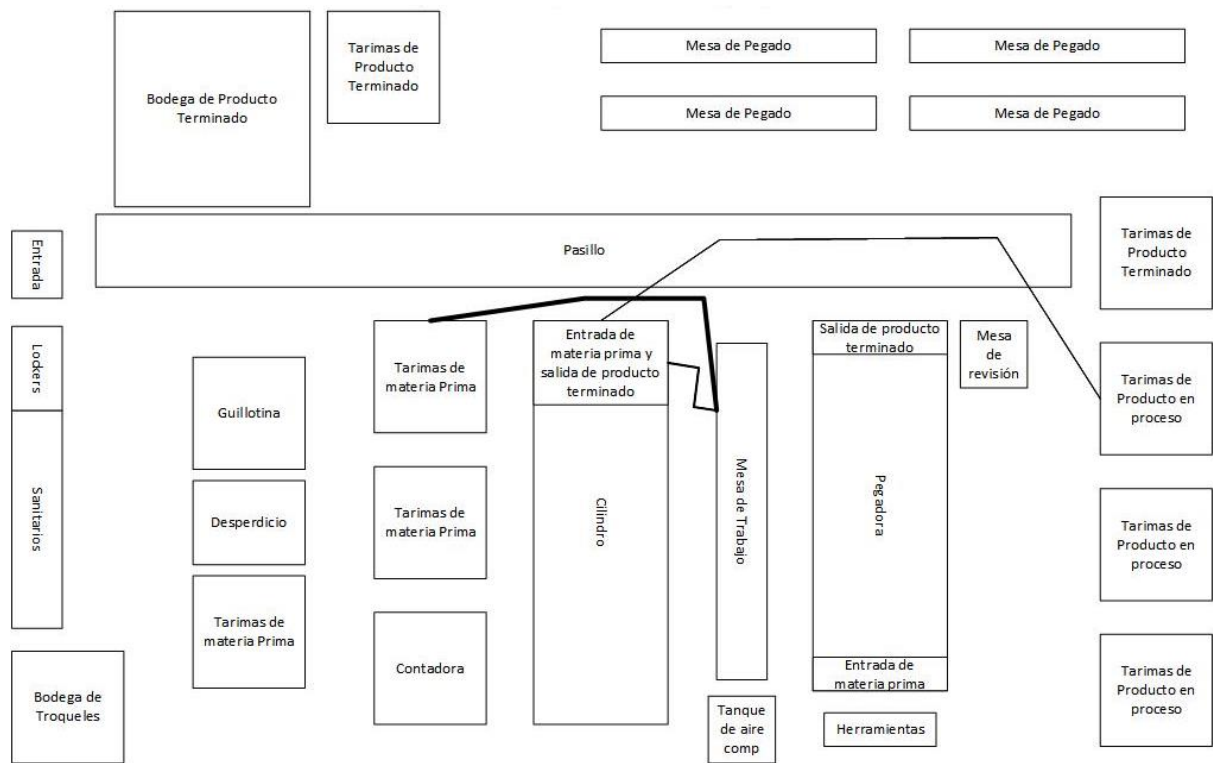 Bodega de Producto
Terminado
Tarimas de
Producto
Terminado
Mesa de Pegado
Mesa de Pegado
Mesa de Pegado
Mesa de Pegado
Entrada
Pasillo
Tarimas de
Producto
Terminado
Lockers
Sanitarios
Bodega de
Troqueles
Guillotina
Desperdicio
Tarimas de
materia Prima
Tarimas de
materia Prima
Tarimas de
materia Prima
Contadora
Entrada de
materia prima y
salida de producto
terminado
Cilindro
Mesa de Trabajo
Tanque
de aire
comp
Salida de producto
terminado
Pegadora
Entrada de
materia prima
Herramientas
Mesa
de
revisión
Tarimas de
Producto en
proceso
Tarimas de
Producto en
proceso
Tarimas de
Producto en
proceso